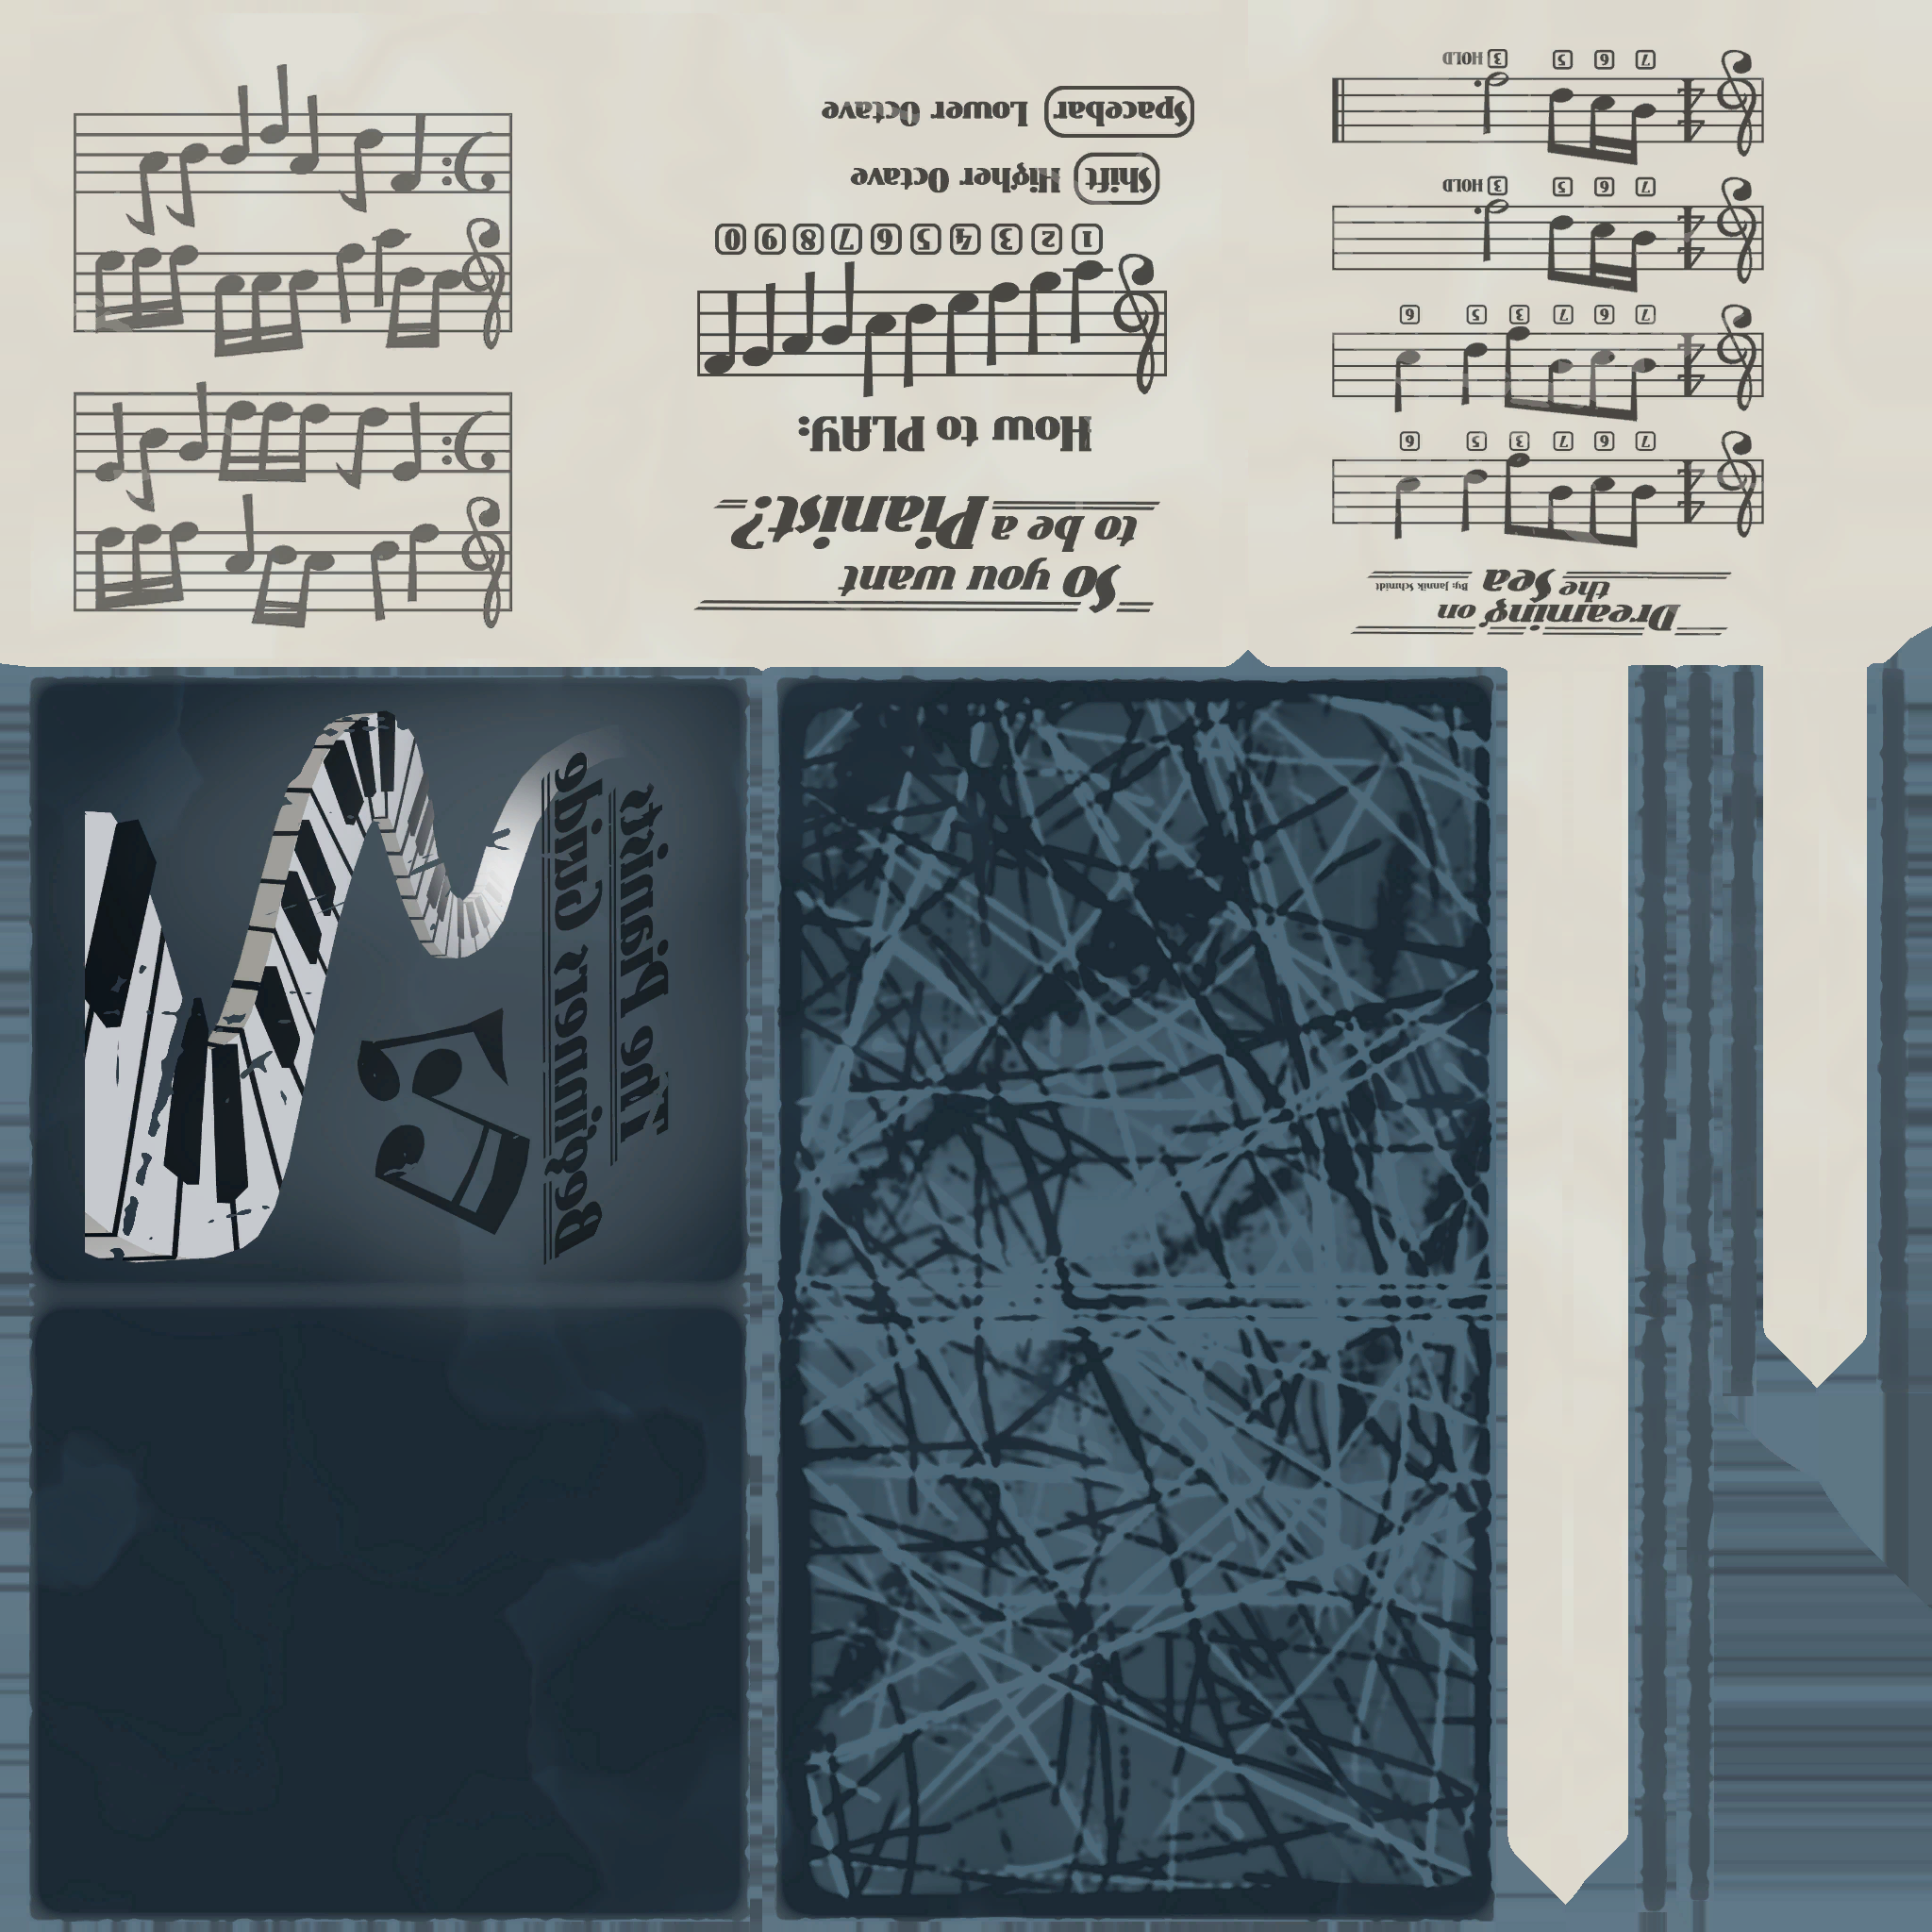 Dreaming on
the Sea By: Jannik Schmidt
7 6 7 3 5 6
7 6 7 3 5 6
7 6 5 3 HOLD
7 6 5 3 HOLD
So you want
to be a Pianist?
How to PLAy:
1 2 3 4 5 6 7 8 9 0
Shift Higher Octave
Spacebar Lower Octave
The Pianist
Beginner Guide